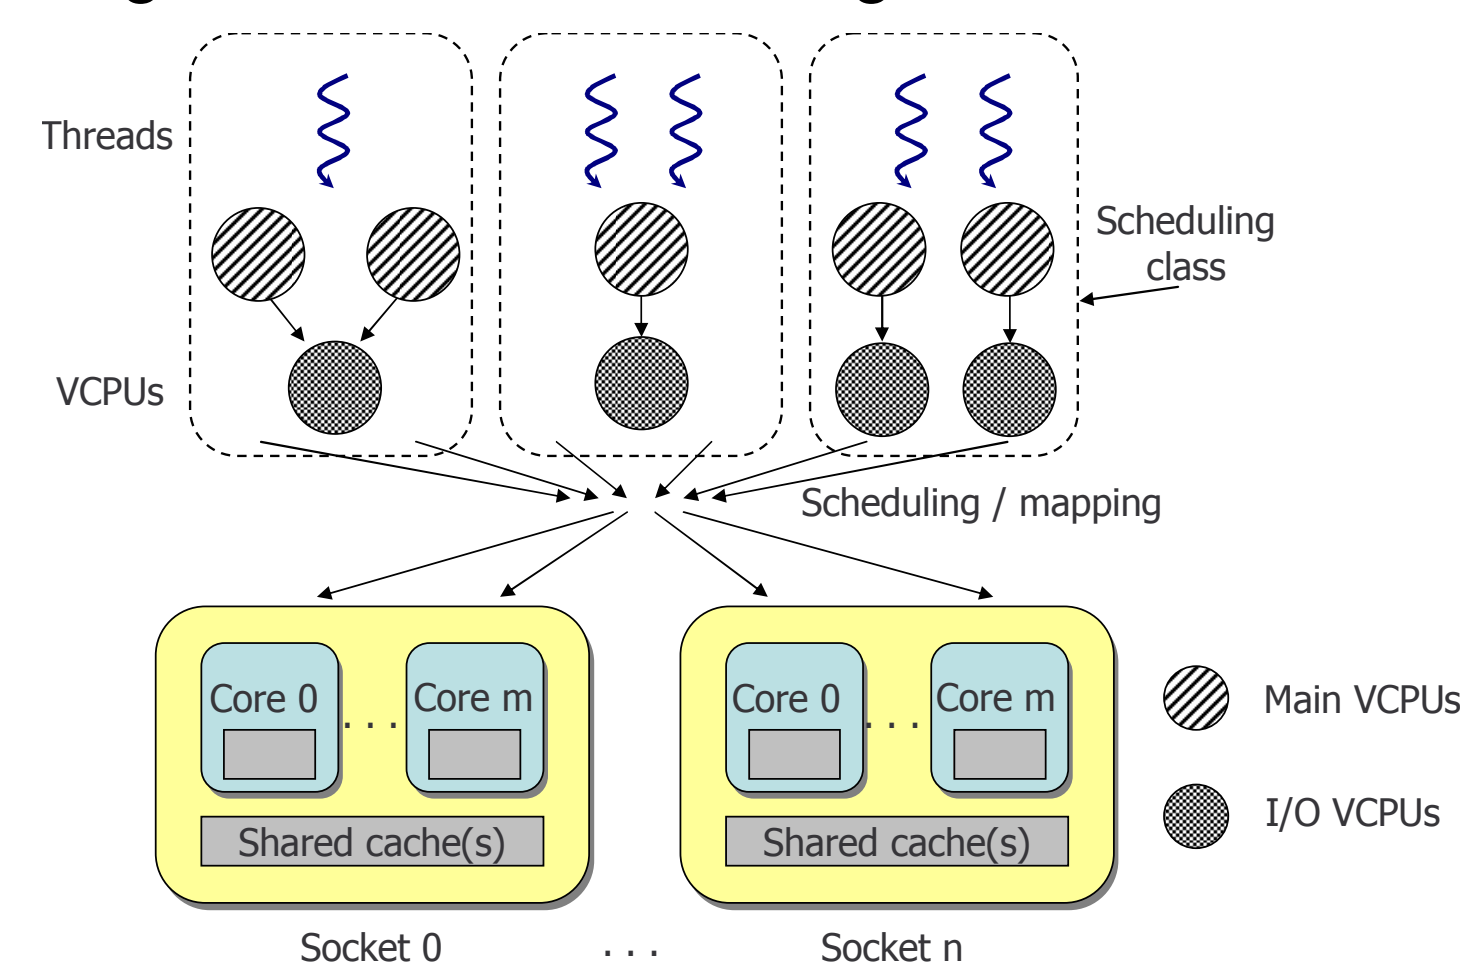 Threads
Scheduling
class
VCPUs
Scheduling / mapping
Core 0
. . .
Core m
Core 0
. . .
Core m
Main VCPUs
I/O VCPUs
Shared cache(s)
Shared cache(s)
Socket 0
. . .
Socket n